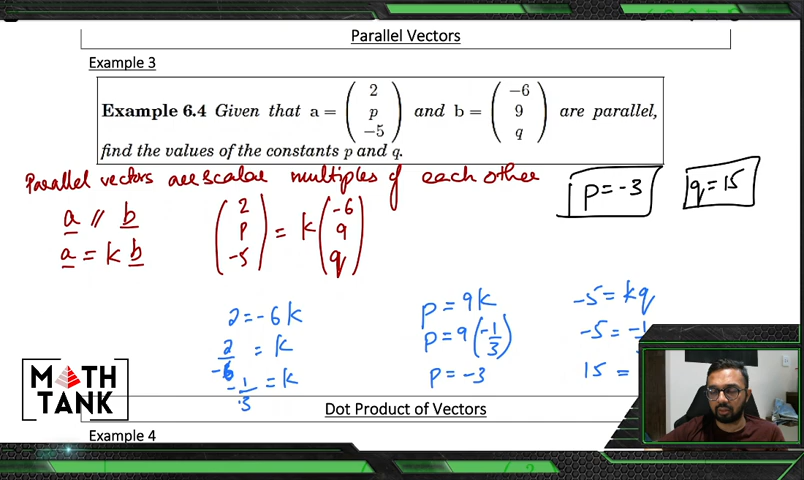 Parallel Vectors
Example 3
Example 6.4 Given that a = ( 2 p −5 ) and b = ( −6 9 q ) are parallel,
find the values of the constants p and q.
Parallel vectors are scalar multiples of each other
p = -3
q = 15
a // b
a = k b
( 2 p -5 ) = k ( -6 9 q )
2 = -6k
2/-6 = k
-1/3 = k
p = 9k
p = 9(-1/3)
p = -3
-5 = kq
-5 = -1
15 =
MATH
TANK
Dot Product of Vectors
Example 4